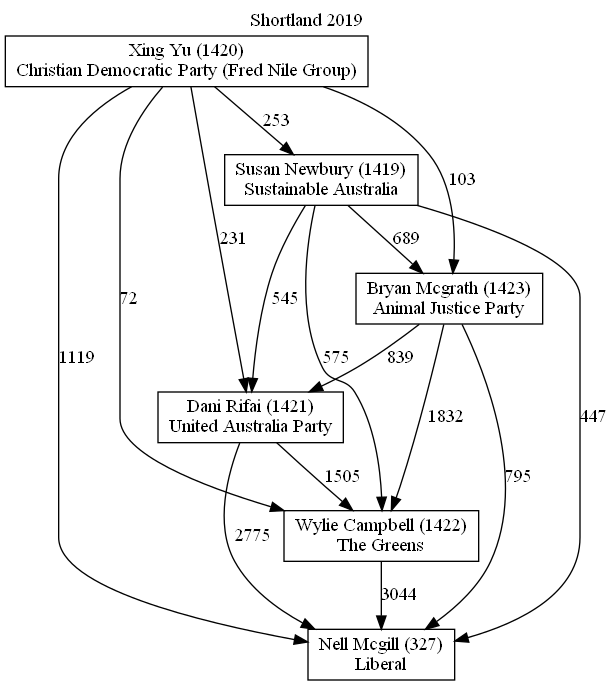 Shortland 2019
Xing Yu (1420)
Christian Democratic Party (Fred Nile Group)
253
Susan Newbury (1419)
Sustainable Australia
103
231
689
72
Bryan Mcgrath (1423)
Animal Justice Party
545
575
839
1119
1832
447
Dani Rifai (1421)
United Australia Party
1505
795
2775
Wylie Campbell (1422)
The Greens
3044
Nell Mcgill (327)
Liberal